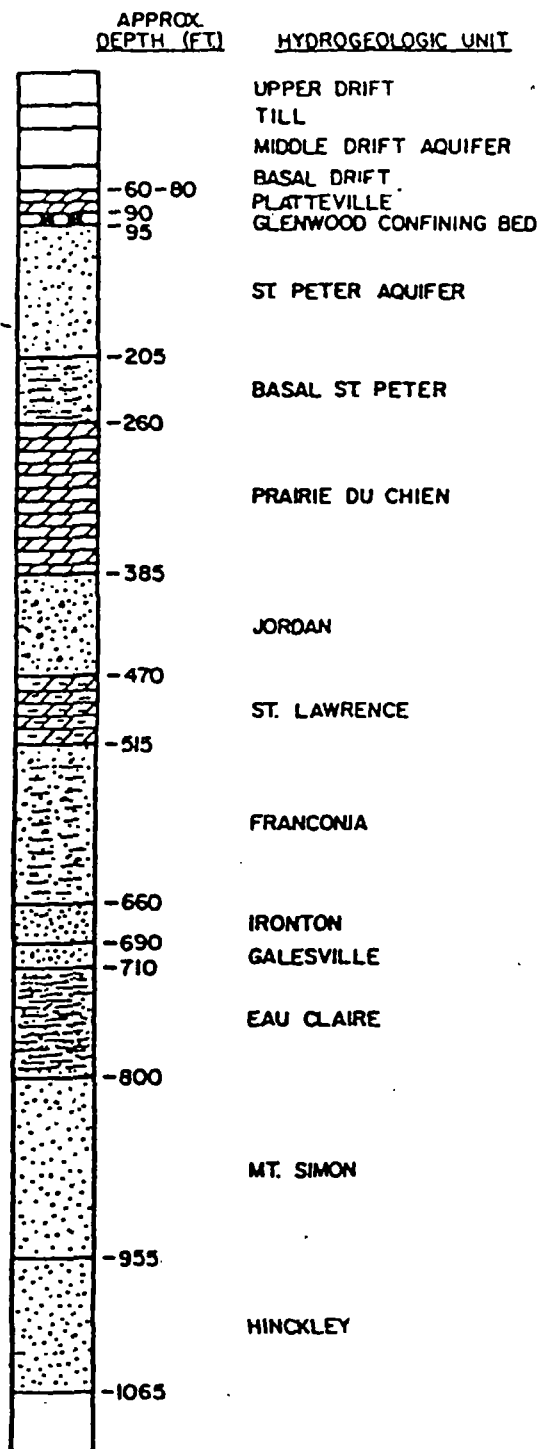 APPROX.
DEPTH (FT.) HYDROGEOLOGIC UNIT
UPPER DRIFT
TILL
MIDDLE DRIFT AQUIFER
BASAL DRIFT
-60-80
PLATTEVILLE
-90
GLENWOOD CONFINING BED
-95
ST. PETER AQUIFER
-205
BASAL ST. PETER
-260
PRAIRIE DU CHIEN
-385
JORDAN
-470
ST. LAWRENCE
-515
FRANCONIA
-660
IRONTON
-690
GALESVILLE
-710
EAU CLAIRE
-800
MT. SIMON
-955
HINCKLEY
-1065